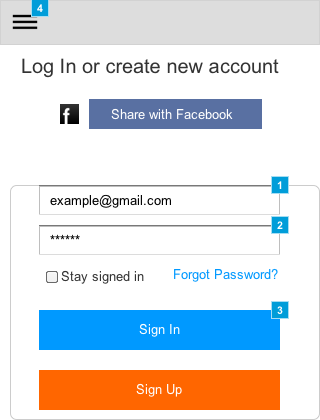 4
Log In or create new account
f Share with Facebook
1
example@gmail.com
2
******
Stay signed in Forgot Password?
3
Sign In
Sign Up